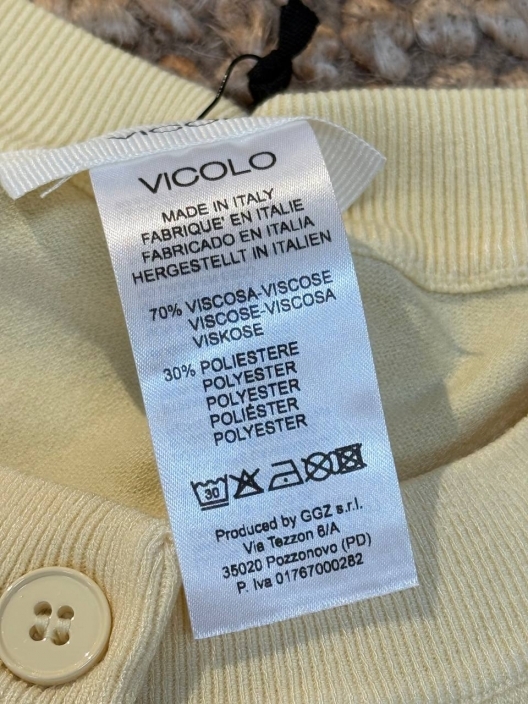 VICOLO
MADE IN ITALY
FABRIQUE' EN ITALIE
FABRICADO EN ITALIA
HERGESTELLT IN ITALIEN
70% VISCOSA-VISCOSE
VISCOSE-VISCOSA
VISKOSE
30% POLIESTERE
POLYESTER
POLYESTER
POLIÉSTER
POLYESTER
30
Produced by GGZ s.r.l.
Via Tezzon 6/A
35020 Pozzonovo (PD)
P. Iva 01767000282